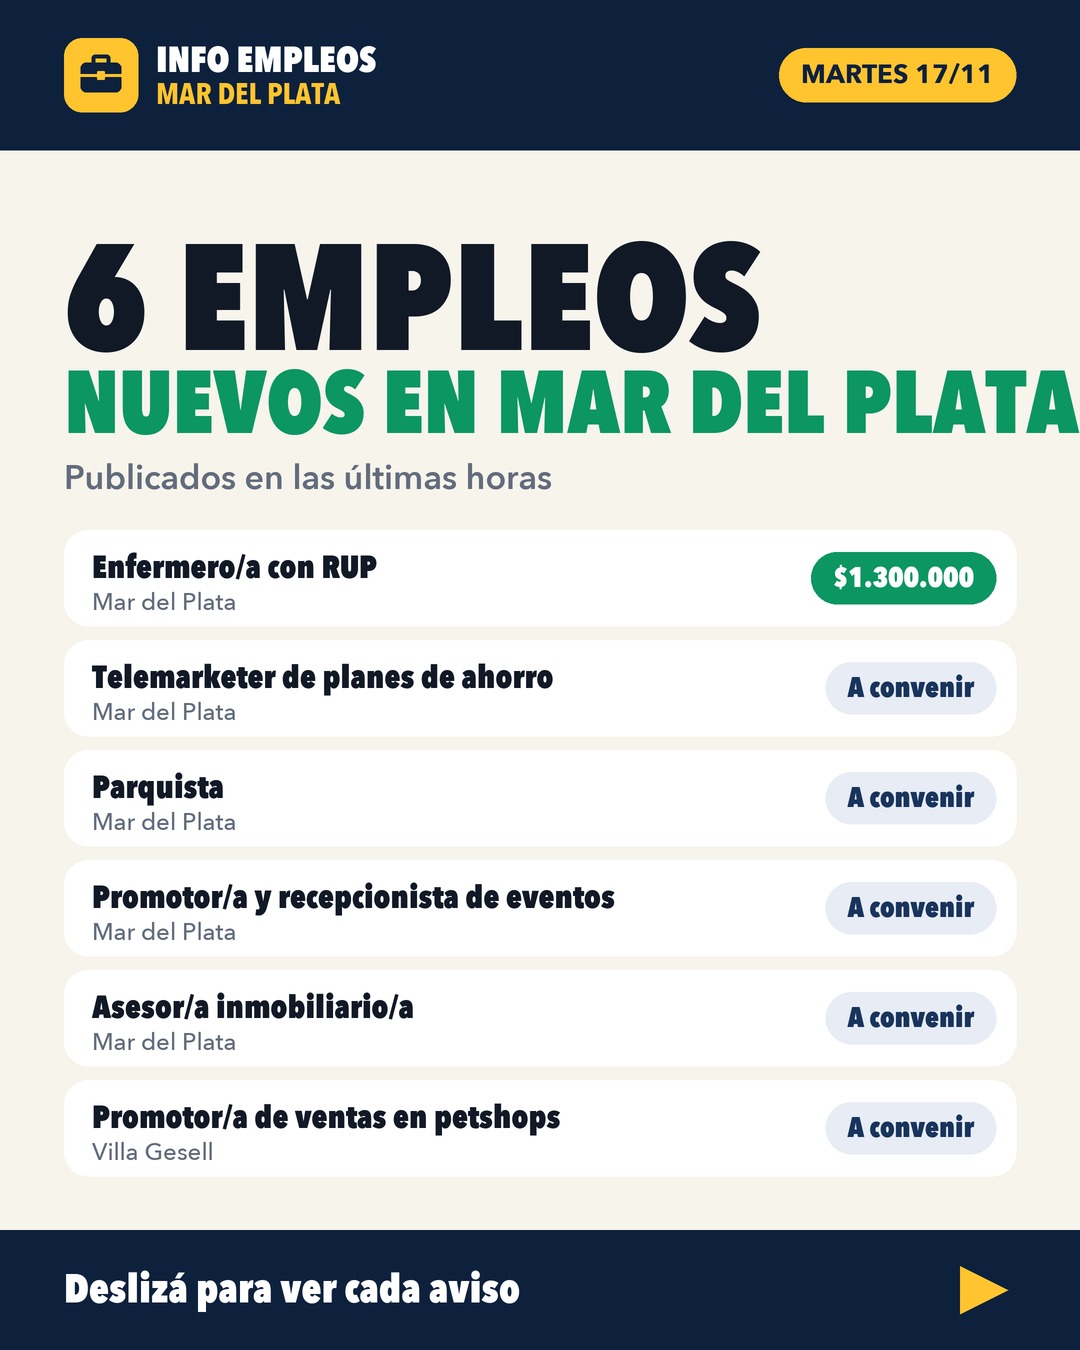 INFO EMPLEOS
MAR DEL PLATA
MARTES 17/11
6 EMPLEOS
NUEVOS EN MAR DEL PLATA
Publicados en las últimas horas
Enfermero/a con RUP
Mar del Plata
$1.300.000
Telemarketer de planes de ahorro
Mar del Plata
A convenir
Parquista
Mar del Plata
A convenir
Promotor/a y recepcionista de eventos
Mar del Plata
A convenir
Asesor/a inmobiliario/a
Mar del Plata
A convenir
Promotor/a de ventas en petshops
Villa Gesell
A convenir
Deslizá para ver cada aviso